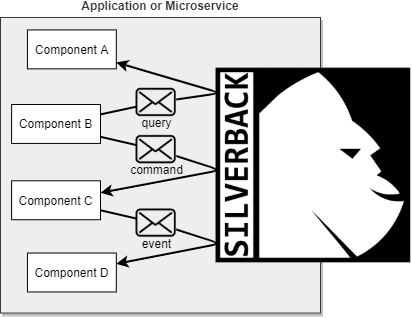 Application or Microservice
Component A
Component B
query
command
Component C
event
Component D
SILVERBACK